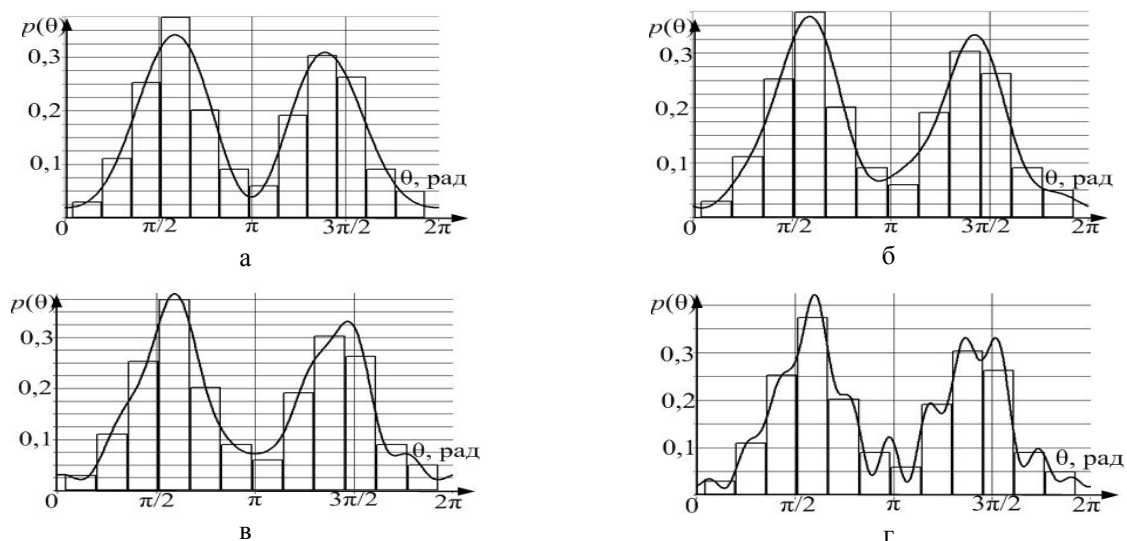 p(θ)
0,3
0,2
0,1
θ, рад
0
π/2
π
3π/2
2π
а
p(θ)
0,3
0,2
0,1
θ, рад
0
π/2
π
3π/2
2π
б
p(θ)
0,3
0,2
0,1
θ, рад
0
π/2
π
3π/2
2π
в
p(θ)
0,3
0,2
0,1
θ, рад
0
π/2
π
3π/2
2π
г